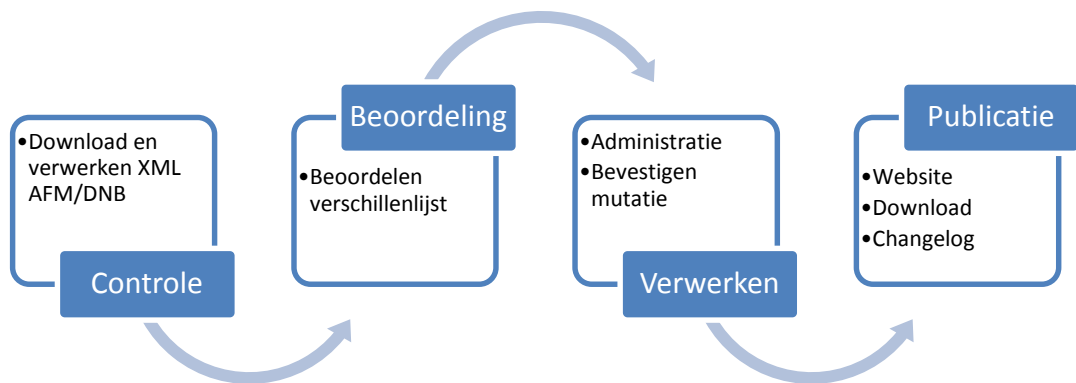 •Download en
verwerken XML
AFM/DNB
Controle
Beoordeling
•Beoordelen
verschillenlijst
•Administratie
•Bevestigen
mutatie
Verwerken
Publicatie
•Website
•Download
•Changelog